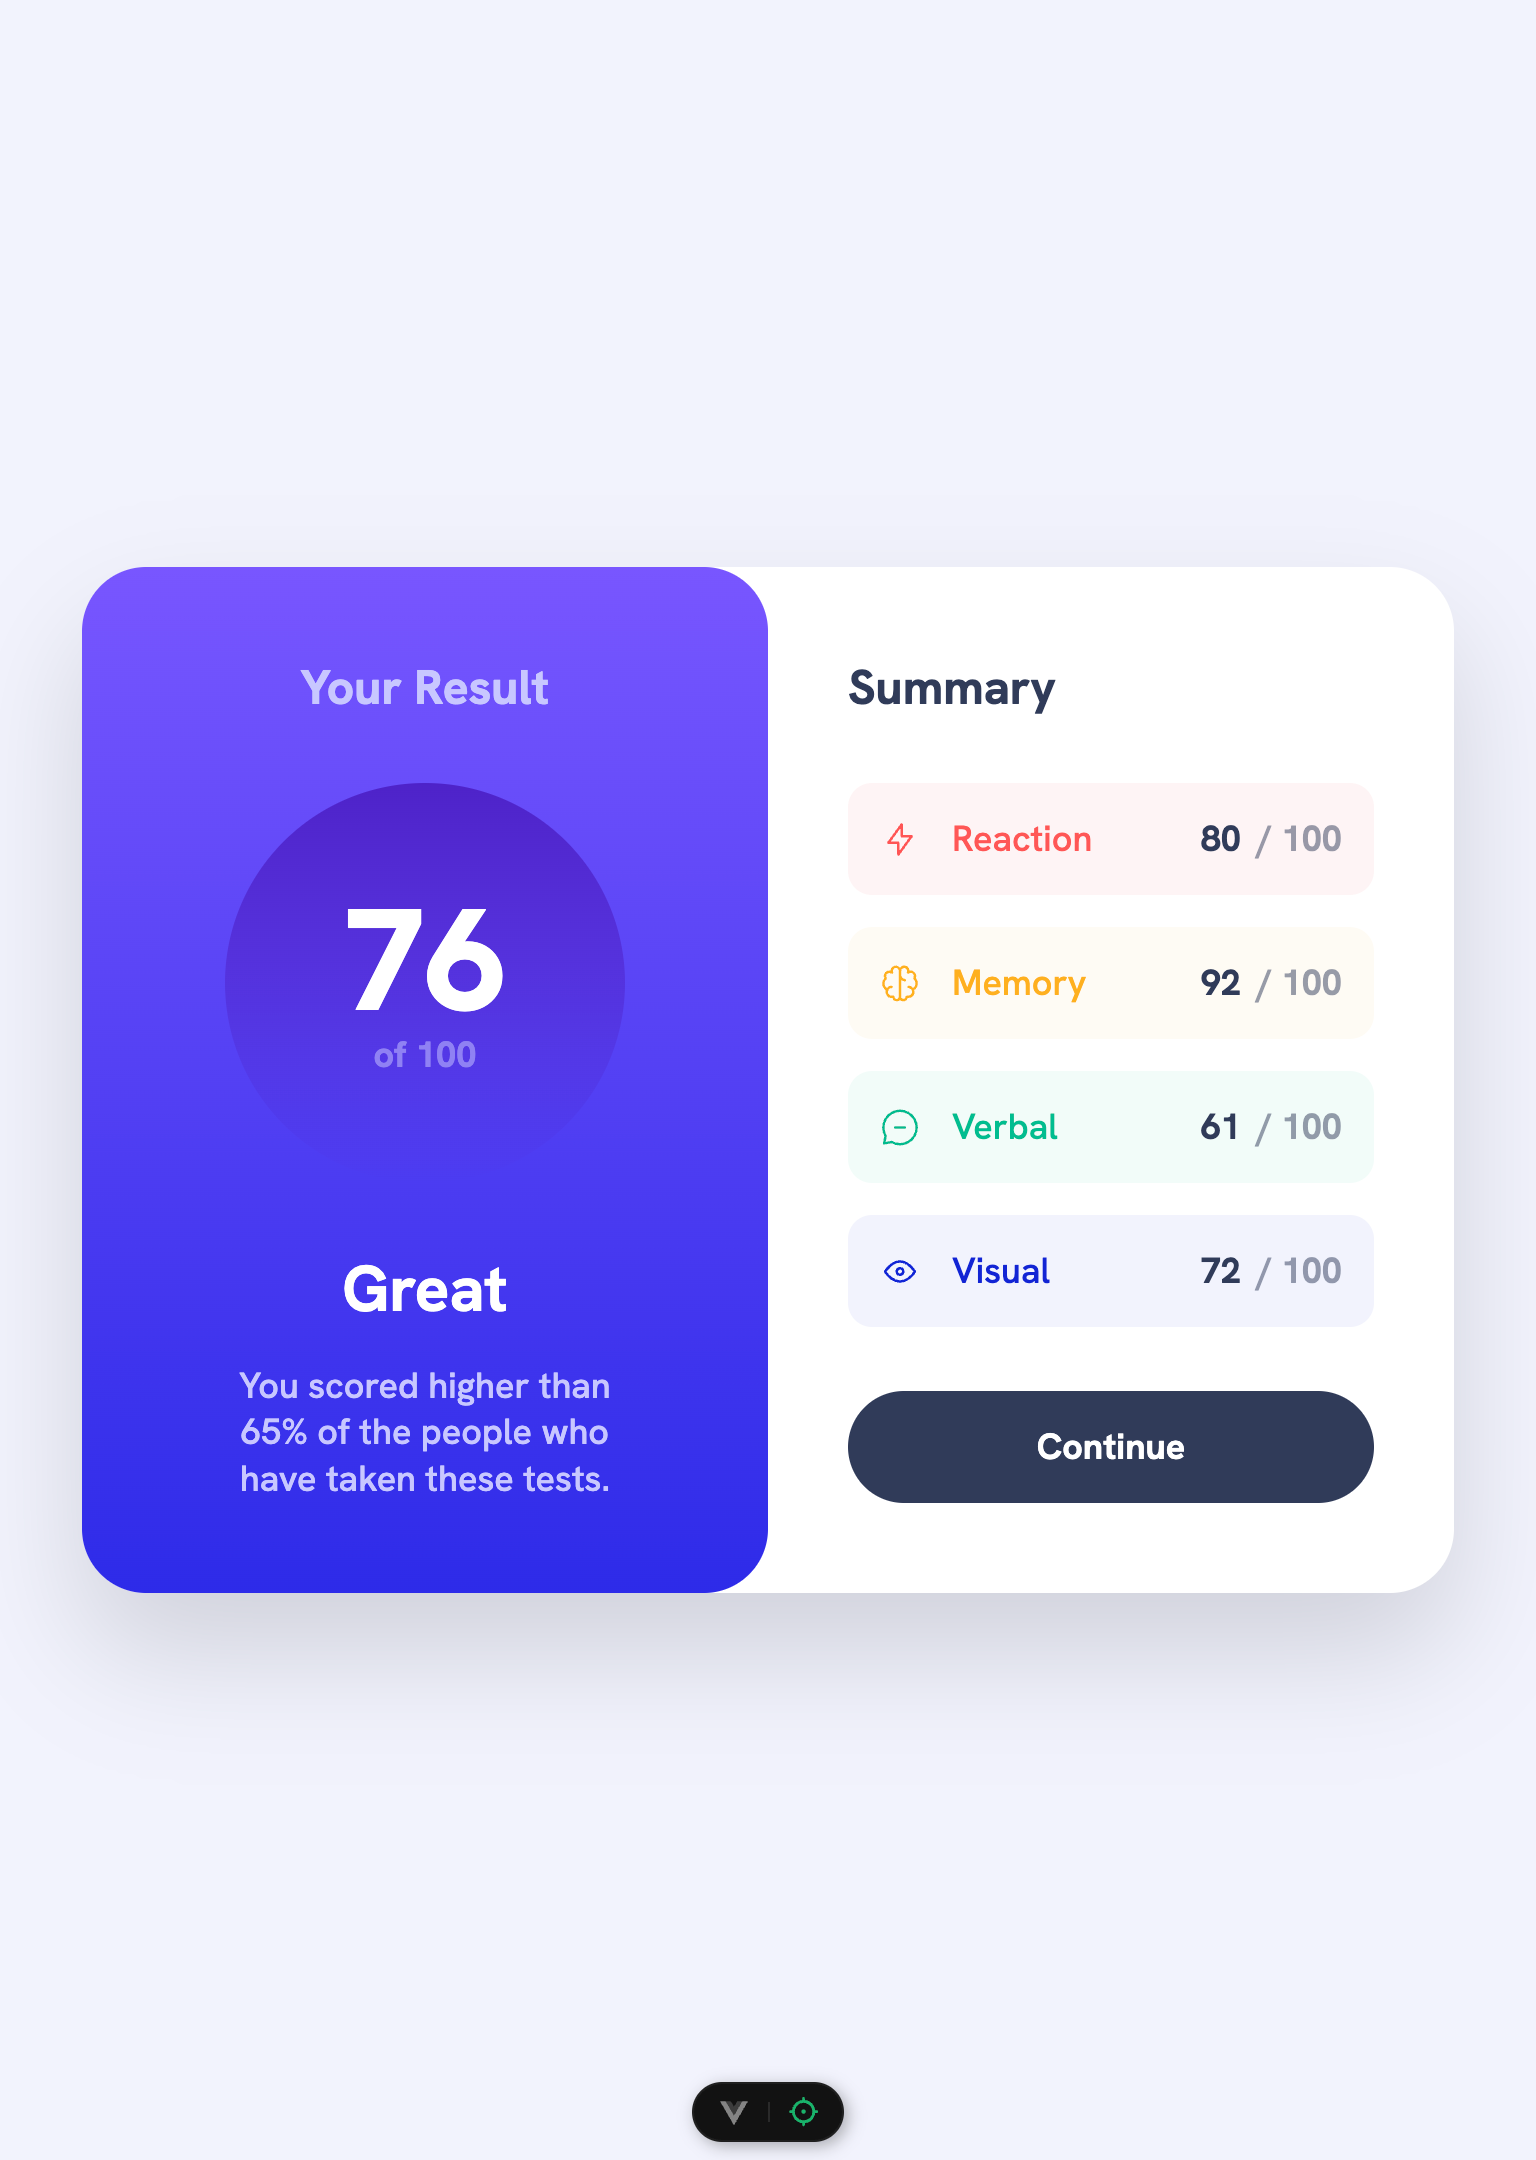 Your Result
76
of 100
Great
You scored higher than
65% of the people who
have taken these tests.
Summary
Reaction 80 / 100
Memory 92 / 100
Verbal 61 / 100
Visual 72 / 100
Continue